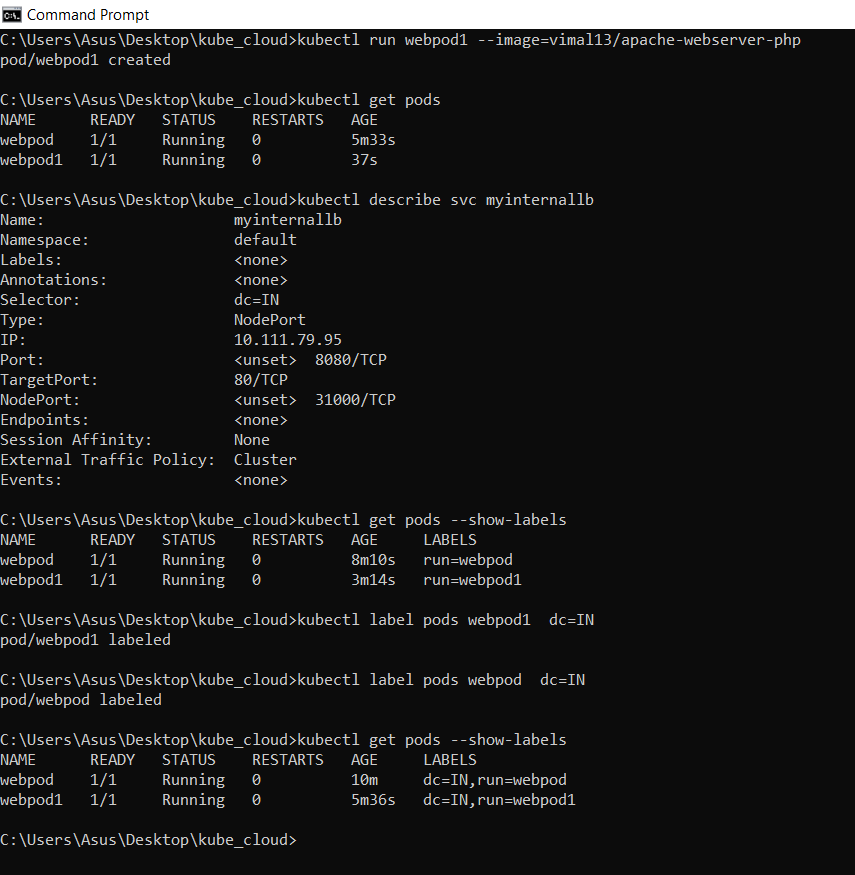 Command Prompt
C:\Users\Asus\Desktop\kube_cloud>kubectl run webpod1 --image=vimal13/apache-webserver-php
pod/webpod1 created
C:\Users\Asus\Desktop\kube_cloud>kubectl get pods
NAME      READY   STATUS    RESTARTS   AGE
webpod    1/1     Running   0          5m33s
webpod1   1/1     Running   0          37s
C:\Users\Asus\Desktop\kube_cloud>kubectl describe svc myinternallb
Name:                     myinternallb
Namespace:                default
Labels:                   <none>
Annotations:              <none>
Selector:                 dc=IN
Type:                     NodePort
IP:                       10.111.79.95
Port:                     <unset>  8080/TCP
TargetPort:               80/TCP
NodePort:                 <unset>  31000/TCP
Endpoints:                <none>
Session Affinity:         None
External Traffic Policy:  Cluster
Events:                   <none>
C:\Users\Asus\Desktop\kube_cloud>kubectl get pods --show-labels
NAME      READY   STATUS    RESTARTS   AGE     LABELS
webpod    1/1     Running   0          8m10s   run=webpod
webpod1   1/1     Running   0          3m14s   run=webpod1
C:\Users\Asus\Desktop\kube_cloud>kubectl label pods webpod1  dc=IN
pod/webpod1 labeled
C:\Users\Asus\Desktop\kube_cloud>kubectl label pods webpod  dc=IN
pod/webpod labeled
C:\Users\Asus\Desktop\kube_cloud>kubectl get pods --show-labels
NAME      READY   STATUS    RESTARTS   AGE     LABELS
webpod    1/1     Running   0          10m     dc=IN,run=webpod
webpod1   1/1     Running   0          5m36s   dc=IN,run=webpod1
C:\Users\Asus\Desktop\kube_cloud>